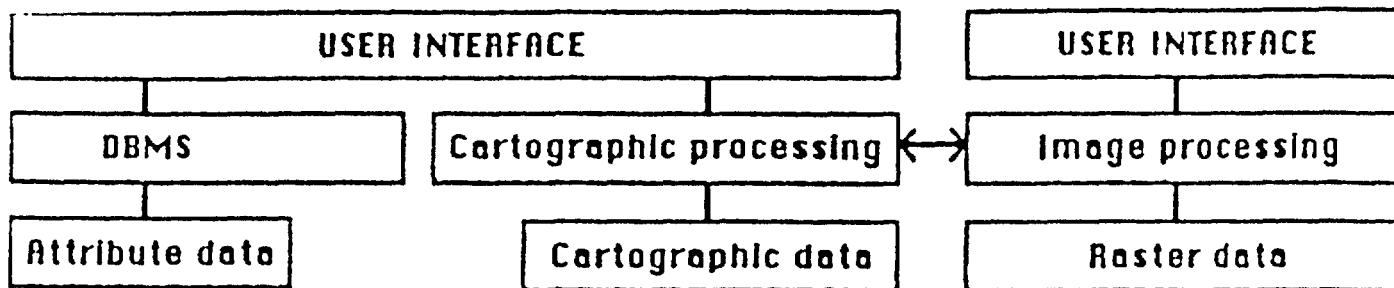 USER INTERFACE
USER INTERFACE
DBMS
Cartographic processing
Image processing
Attribute data
Cartographic data
Raster data